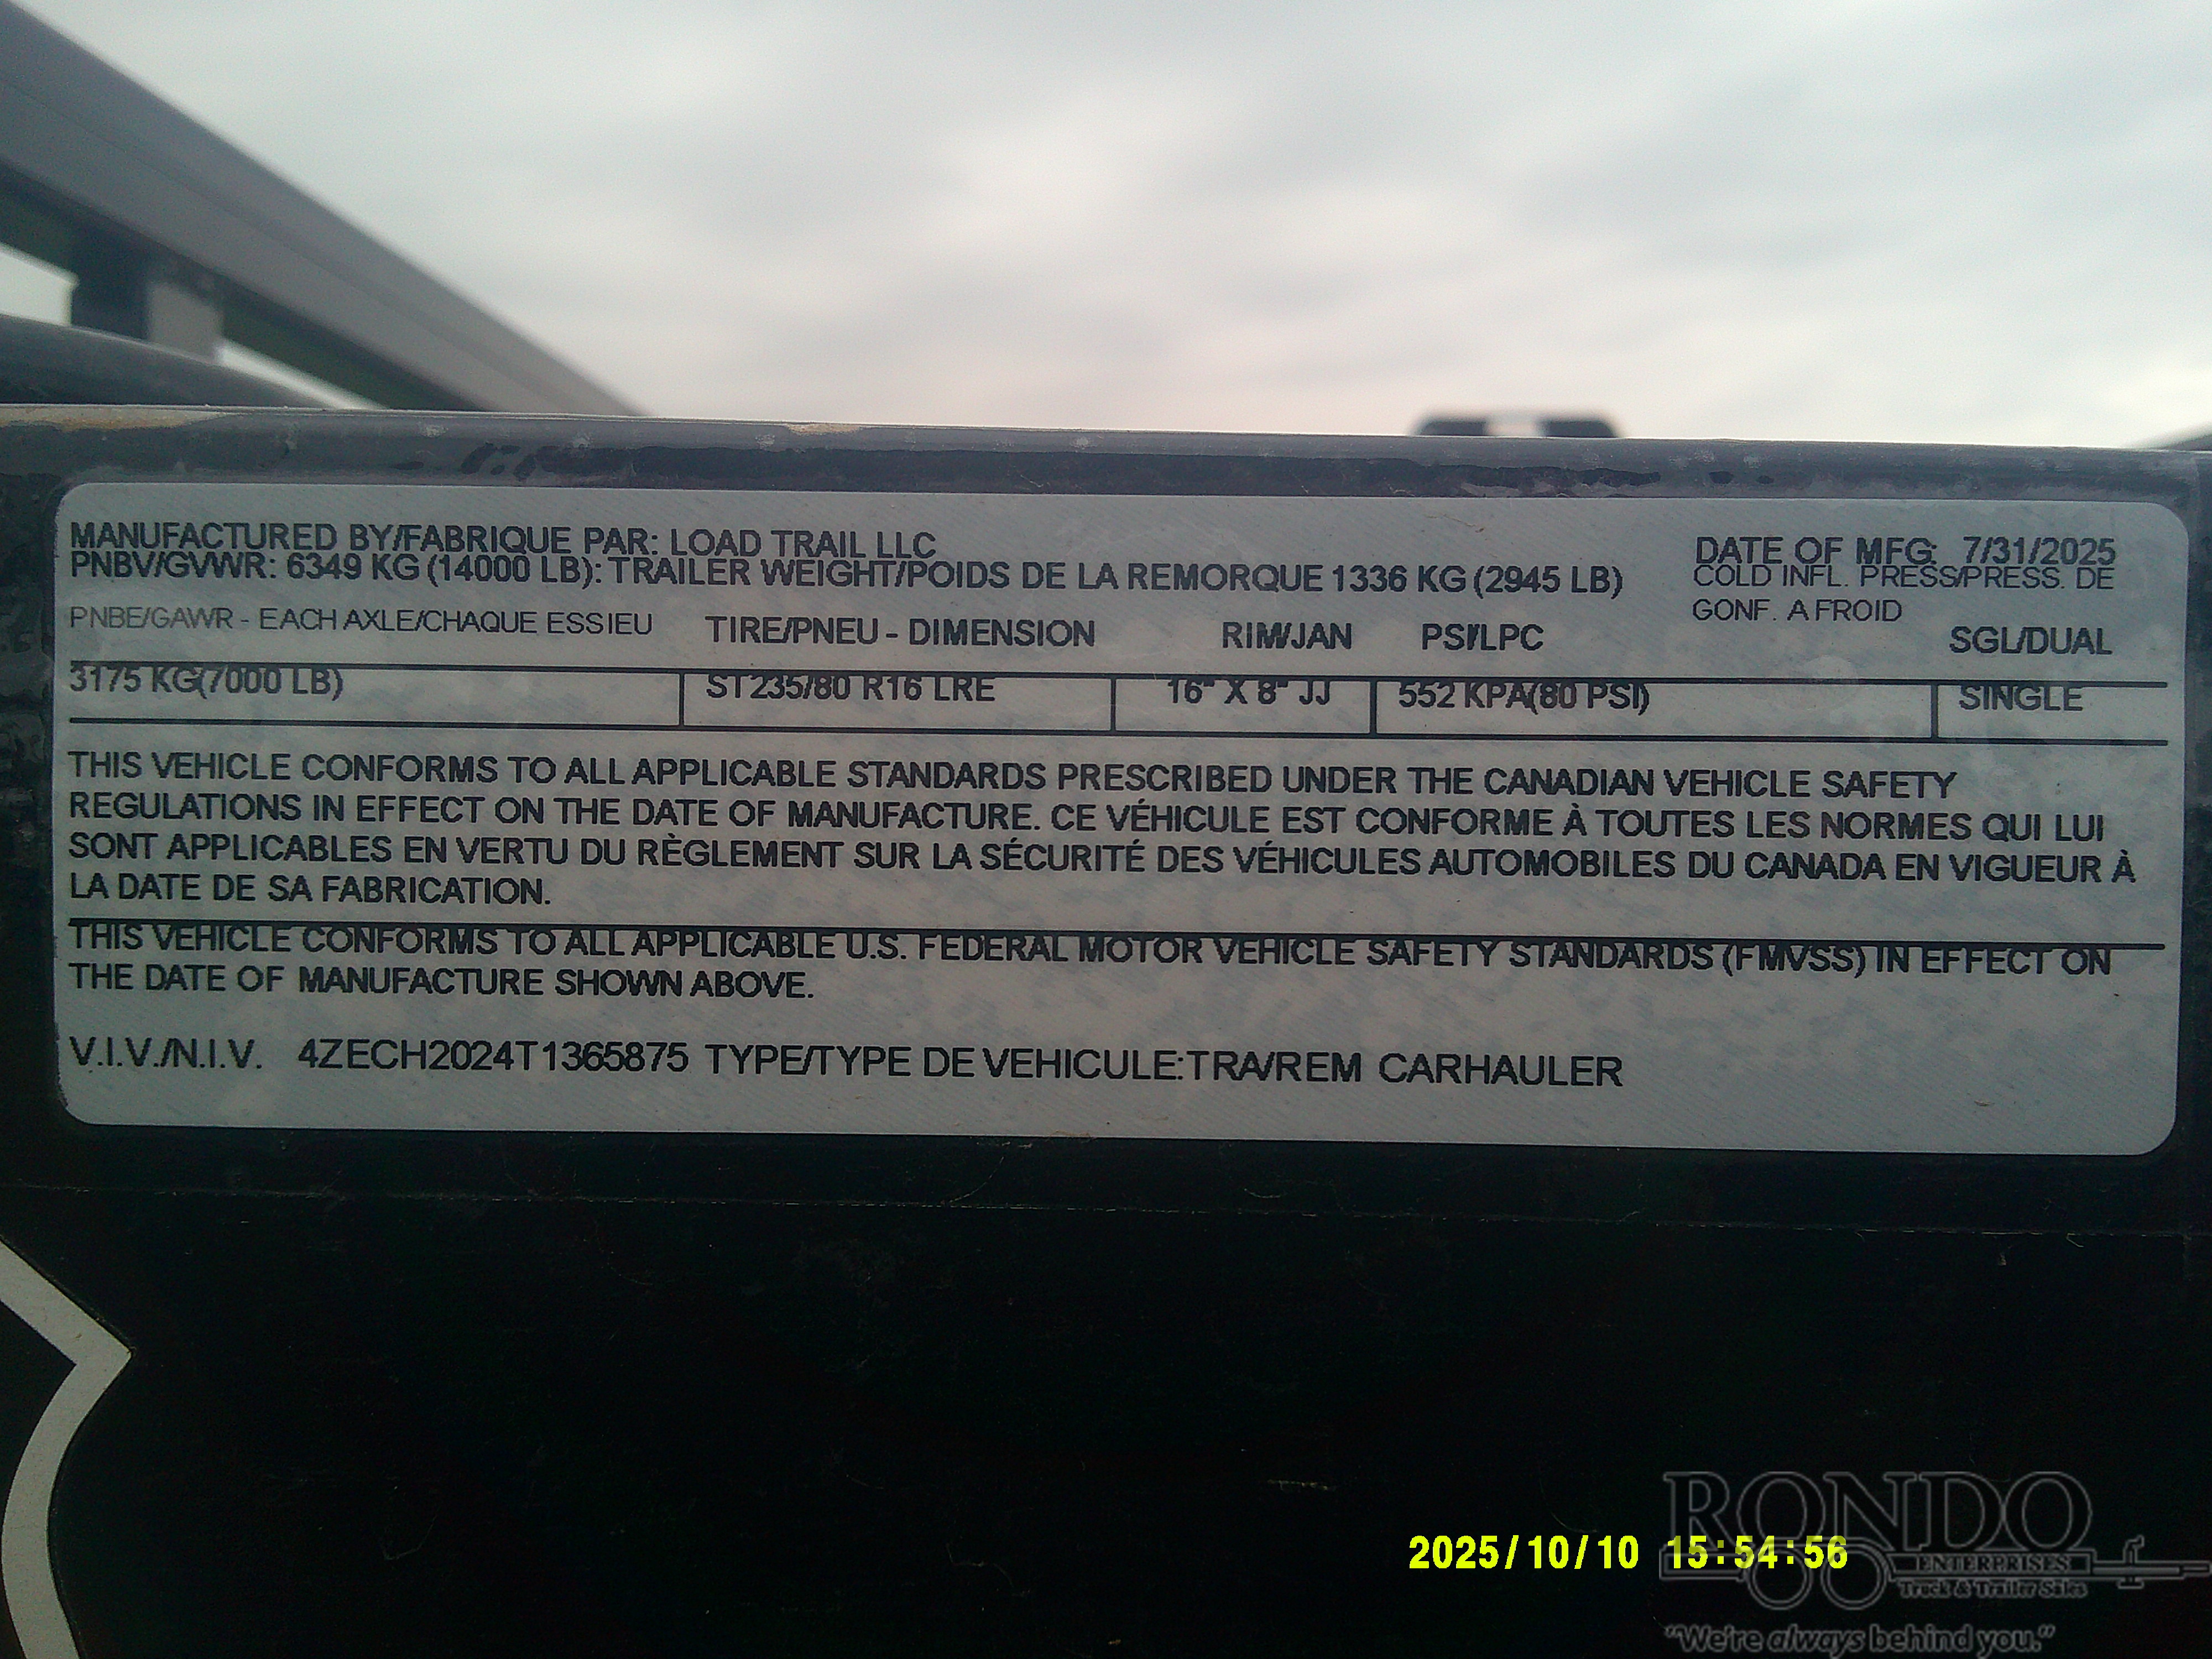 MANUFACTURED BY/FABRIQUE PAR: LOAD TRAIL LLC
DATE OF MFG: 7/31/2025
PNBV/GVWR: 6349 KG (14000 LB): TRAILER WEIGHT/POIDS DE LA REMORQUE 1336 KG (2945 LB)
COLD INFL. PRESS/PRESS. DE
GONF. A FROID
PNBE/GAWR - EACH AXLE/CHAQUE ESSIEU TIRE/PNEU - DIMENSION RIM/JAN PSI/LPC SGL/DUAL
3175 KG(7000 LB) ST235/80 R16 LRE 16" X 8" JJ 552 KPA(80 PSI) SINGLE
THIS VEHICLE CONFORMS TO ALL APPLICABLE STANDARDS PRESCRIBED UNDER THE CANADIAN VEHICLE SAFETY
REGULATIONS IN EFFECT ON THE DATE OF MANUFACTURE. CE VÉHICULE EST CONFORME À TOUTES LES NORMES QUI LUI
SONT APPLICABLES EN VERTU DU RÈGLEMENT SUR LA SÉCURITÉ DES VÉHICULES AUTOMOBILES DU CANADA EN VIGUEUR À
LA DATE DE SA FABRICATION.
THIS VEHICLE CONFORMS TO ALL APPLICABLE U.S. FEDERAL MOTOR VEHICLE SAFETY STANDARDS (FMVSS) IN EFFECT ON
THE DATE OF MANUFACTURE SHOWN ABOVE.
V.I.V./N.I.V. 4ZECH2024T1365875 TYPE/TYPE DE VEHICULE:TRA/REM CARHAULER
2025/10/10 15:54:56
RONDO
ENTERPRISES
Truck & Trailer Sales
"We're always behind you."